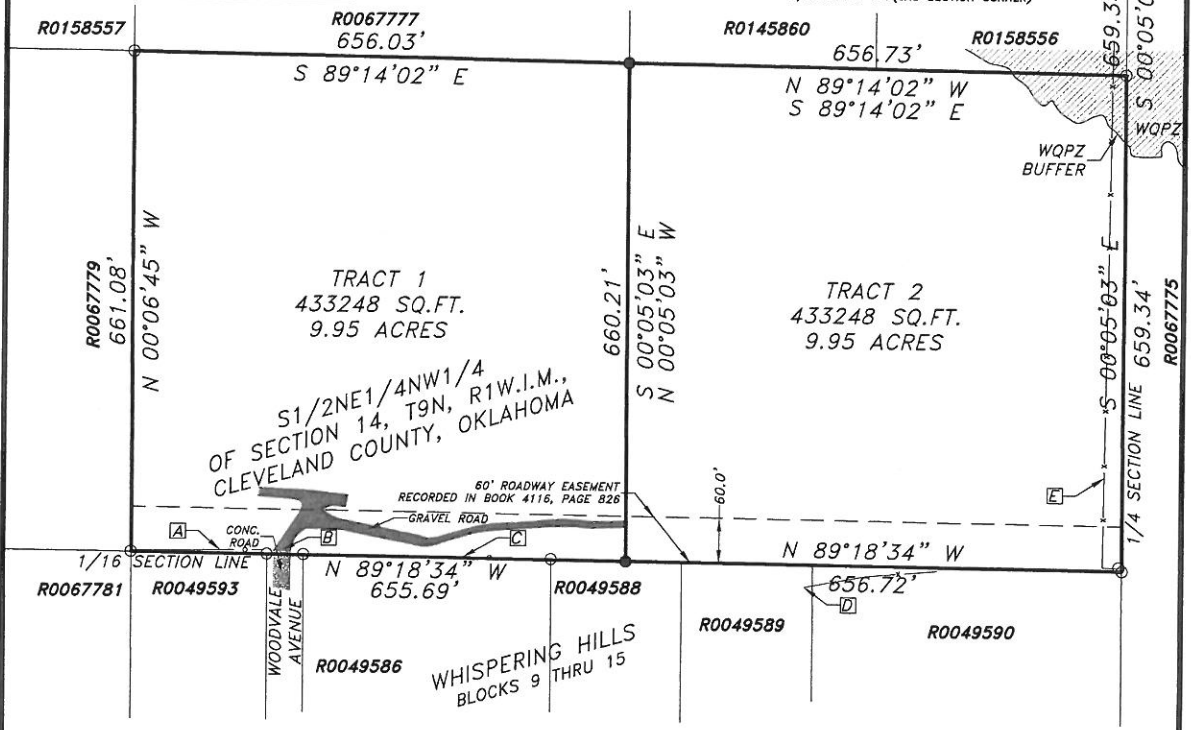 R0158557
R0067777
656.03'
S 89°14'02" E
R0145860
656.73'
N 89°14'02" W
S 89°14'02" E
R0158556
S 00°05'0
WQPZ
WQPZ
BUFFER
R0067779
661.08'
N 00°06'45" W
TRACT 1
433248 SQ.FT.
9.95 ACRES
660.21'
S 00°05'03" E
N 00°05'03" W
TRACT 2
433248 SQ.FT.
9.95 ACRES
S 00°05'03" E
1/4 SECTION LINE 659.34'
R0067775
S1/2NE1/4NW1/4
OF SECTION 14, T9N, R1W.I.M.,
CLEVELAND COUNTY, OKLAHOMA
60' ROADWAY EASEMENT
RECORDED IN BOOK 4116, PAGE 826
60.0'
GRAVEL ROAD
A
CONC.
ROAD
B
C
E
1/16 SECTION LINE
N 89°18'34" W
655.69'
N 89°18'34" W
656.72'
D
R0067781
R0049593
WOODVALE
AVENUE
R0049586
R0049588
R0049589
R0049590
WHISPERING HILLS
BLOCKS 9 THRU 15